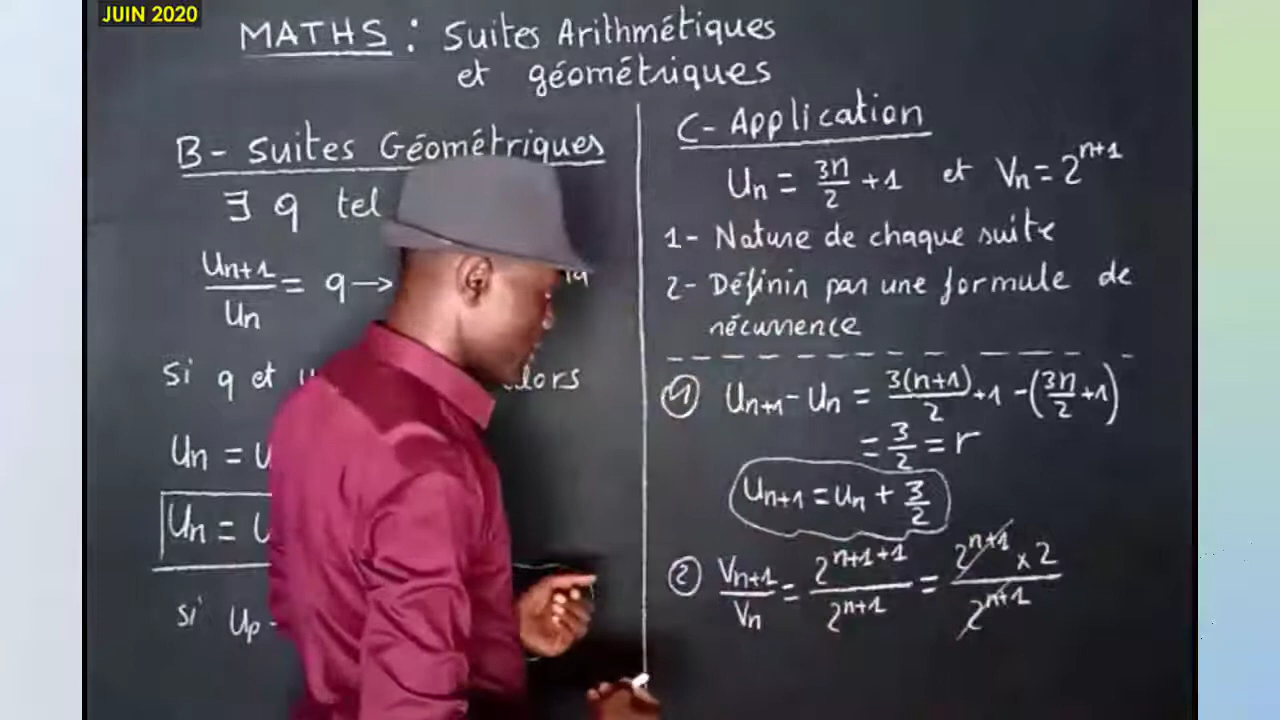 JUIN 2020
MATHS : Suites Arithmétiques
et géométriques
B- Suites Géométriques
∃ q tel
Un+1/Un = q →
Si q et
Un = U
Un = U
si Up -
C- Application
Un = 3n/2 + 1 et Vn = 2^(n+1)
1- Nature de chaque suite
2- Définir par une formule de
récurrence
① Un+1 - Un = 3(n+1)/2 + 1 - (3n/2 + 1)
= 3/2 = r
Un+1 = Un + 3/2
② Vn+1/Vn = 2^(n+1+1)/2^(n+1) = 2^(n+1) × 2/2^(n+1)